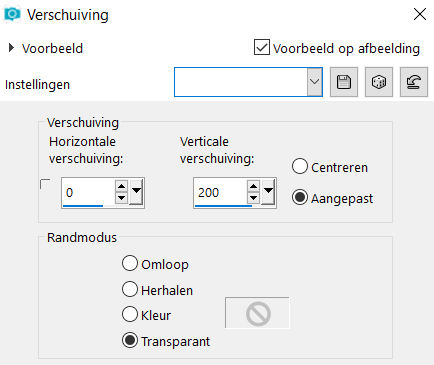 Verschuiving
Voorbeeld
Voorbeeld op afbeelding
Instellingen
Verschuiving
Horizontale verschuiving:
Verticale verschuiving:
0
200
Centreren
Aangepast
Randmodus
Omloop
Herhalen
Kleur
Transparant